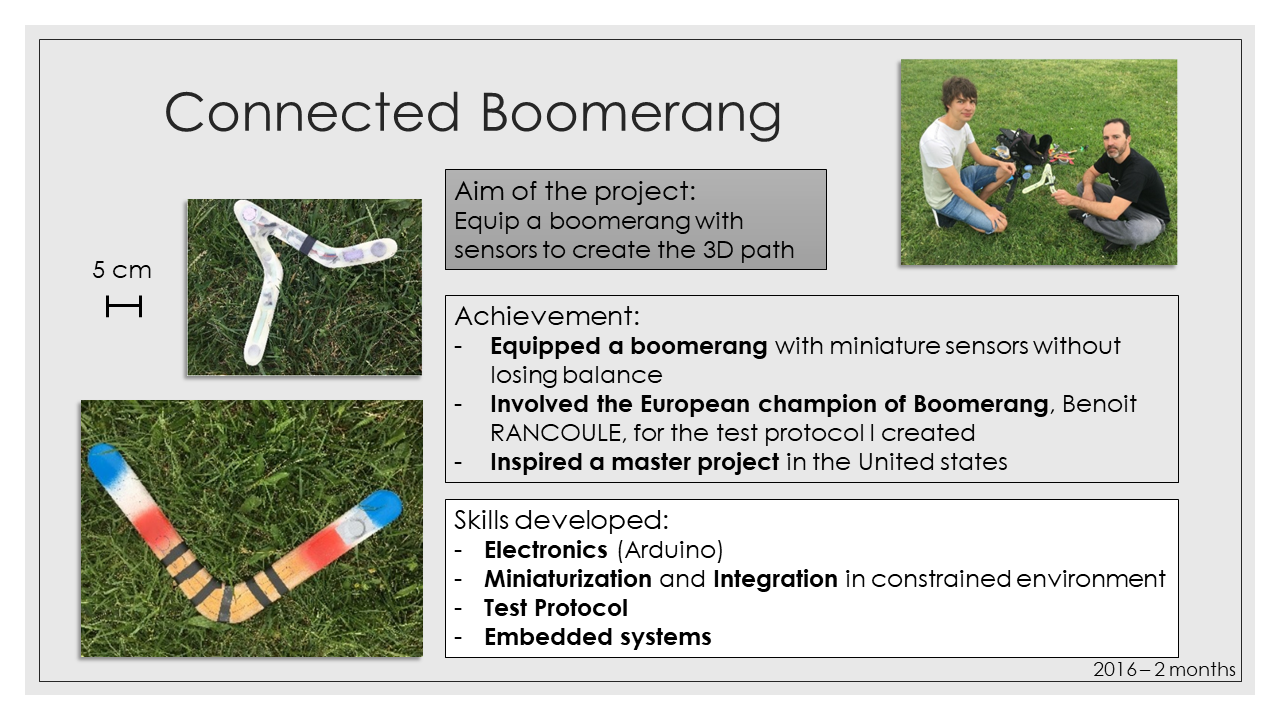 Connected Boomerang
Aim of the project:
Equip a boomerang with
sensors to create the 3D path
5 cm
Achievement:
- Equipped a boomerang with miniature sensors without
losing balance
- Involved the European champion of Boomerang, Benoit
RANCOULE, for the test protocol I created
- Inspired a master project in the United states
Skills developed:
- Electronics (Arduino)
- Miniaturization and Integration in constrained environment
- Test Protocol
- Embedded systems
2016 – 2 months